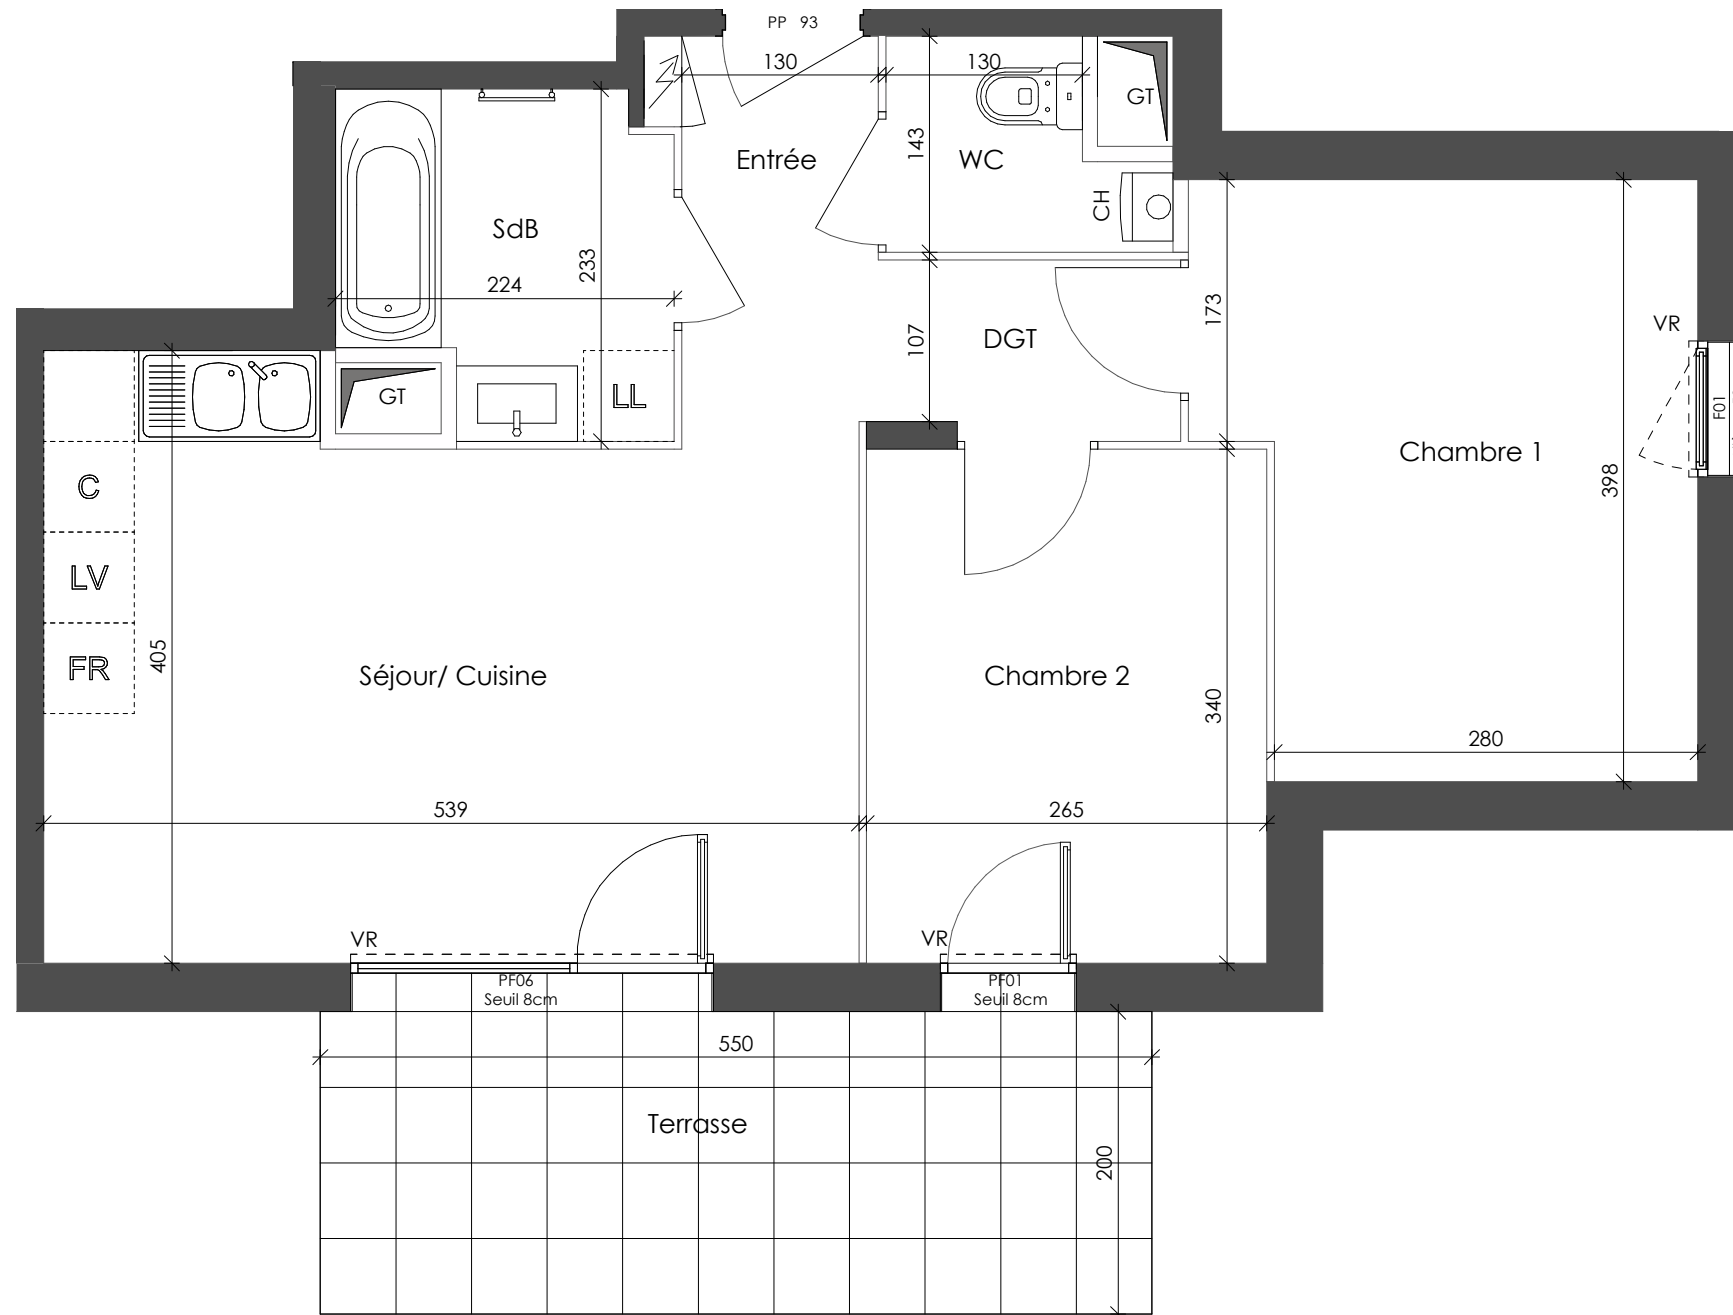 PP 93
130
130
GT
143
Entrée
WC
CH
SdB
233
224
173
107
DGT
VR
GT
LL
F01
C
Chambre 1
398
LV
405
FR
Séjour/ Cuisine
Chambre 2
340
280
539
265
VR
VR
PF06
Seuil 8cm
PF01
Seuil 8cm
550
Terrasse
200